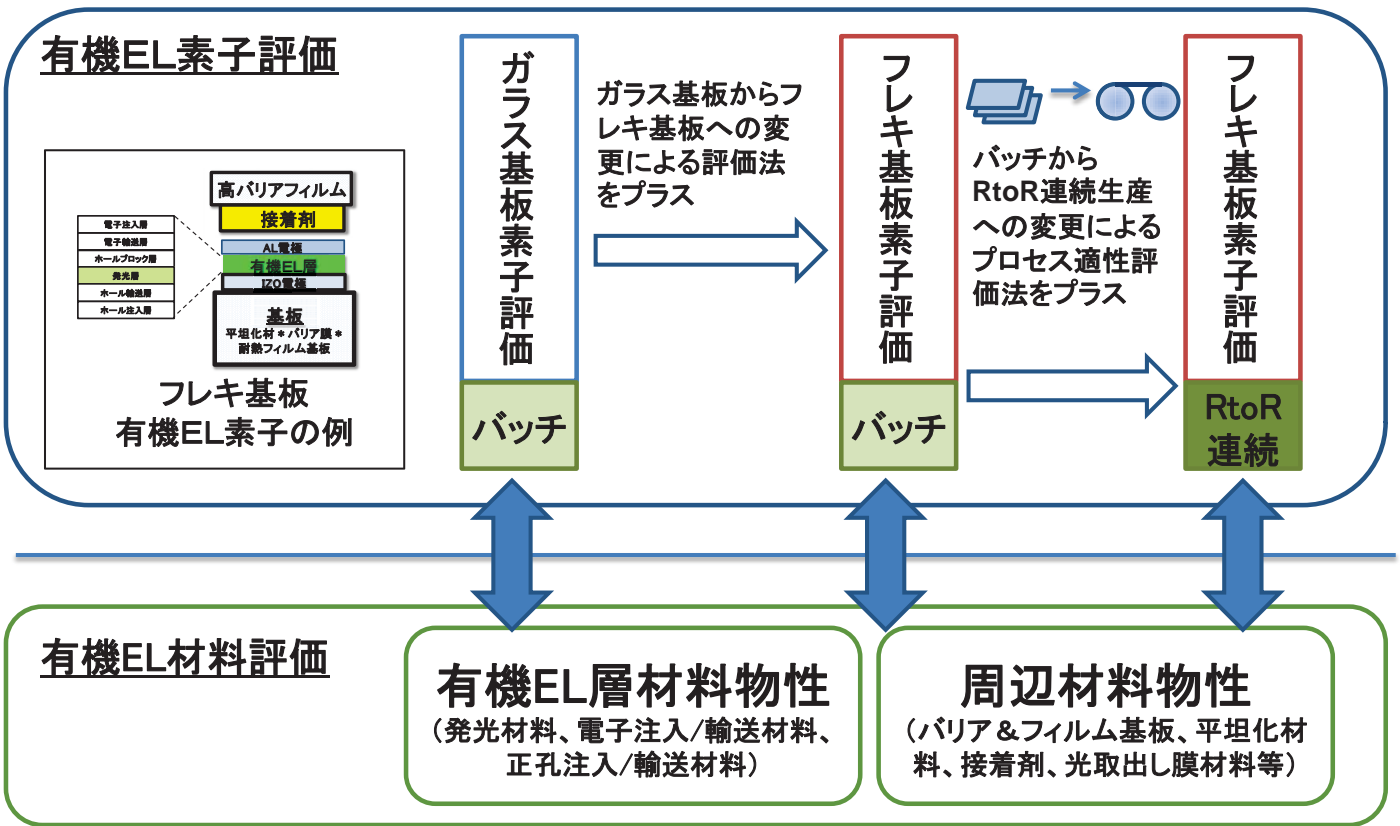 有機EL素子評価
高バリアフィルム
接着剤
電子注入層
電子輸送層
ホールブロック層
発光層
ホール輸送層
ホール注入層
AL電極
有機EL層
IZO電極
基板
平坦化材＊バリア膜＊
耐熱フィルム基板
フレキ基板
有機EL素子の例
ガラス基板素子評価
バッチ
ガラス基板からフ
レキ基板への変
更による評価法
をプラス
フレキ基板素子評価
バッチ
バッチから
RtoR連続生産
への変更による
プロセス適性評
価法をプラス
フレキ基板素子評価
RtoR
連続
有機EL材料評価
有機EL層材料物性
（発光材料、電子注入/輸送材料、
正孔注入/輸送材料）
周辺材料物性
（バリア＆フィルム基板、平坦化材
料、接着剤、光取出し膜材料等）